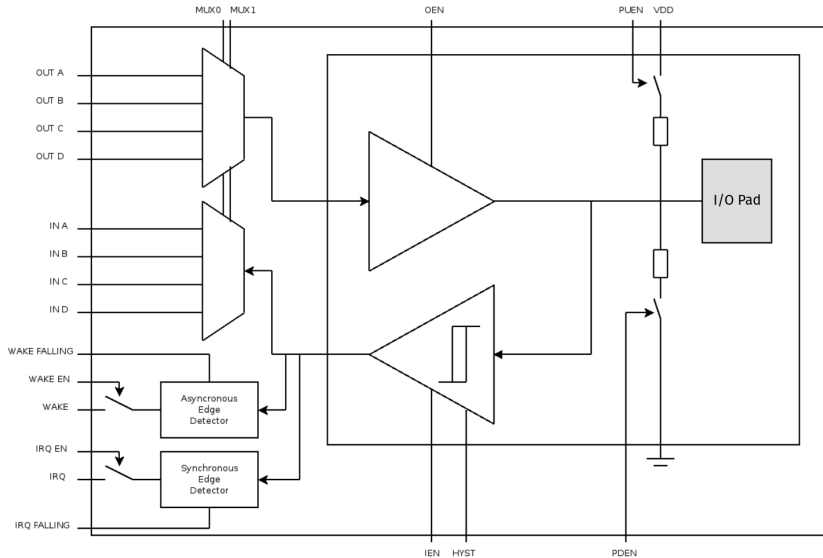 MUX0 MUX1 OEN PUEN VDD
OUT A
OUT B
OUT C
OUT D
I/O Pad
IN A
IN B
IN C
IN D
WAKE FALLING
WAKE EN
WAKE
Asyncronous
Edge
Detector
IRQ EN
IRQ
Synchronous
Edge
Detector
IRQ FALLING
IEN HYST PDEN